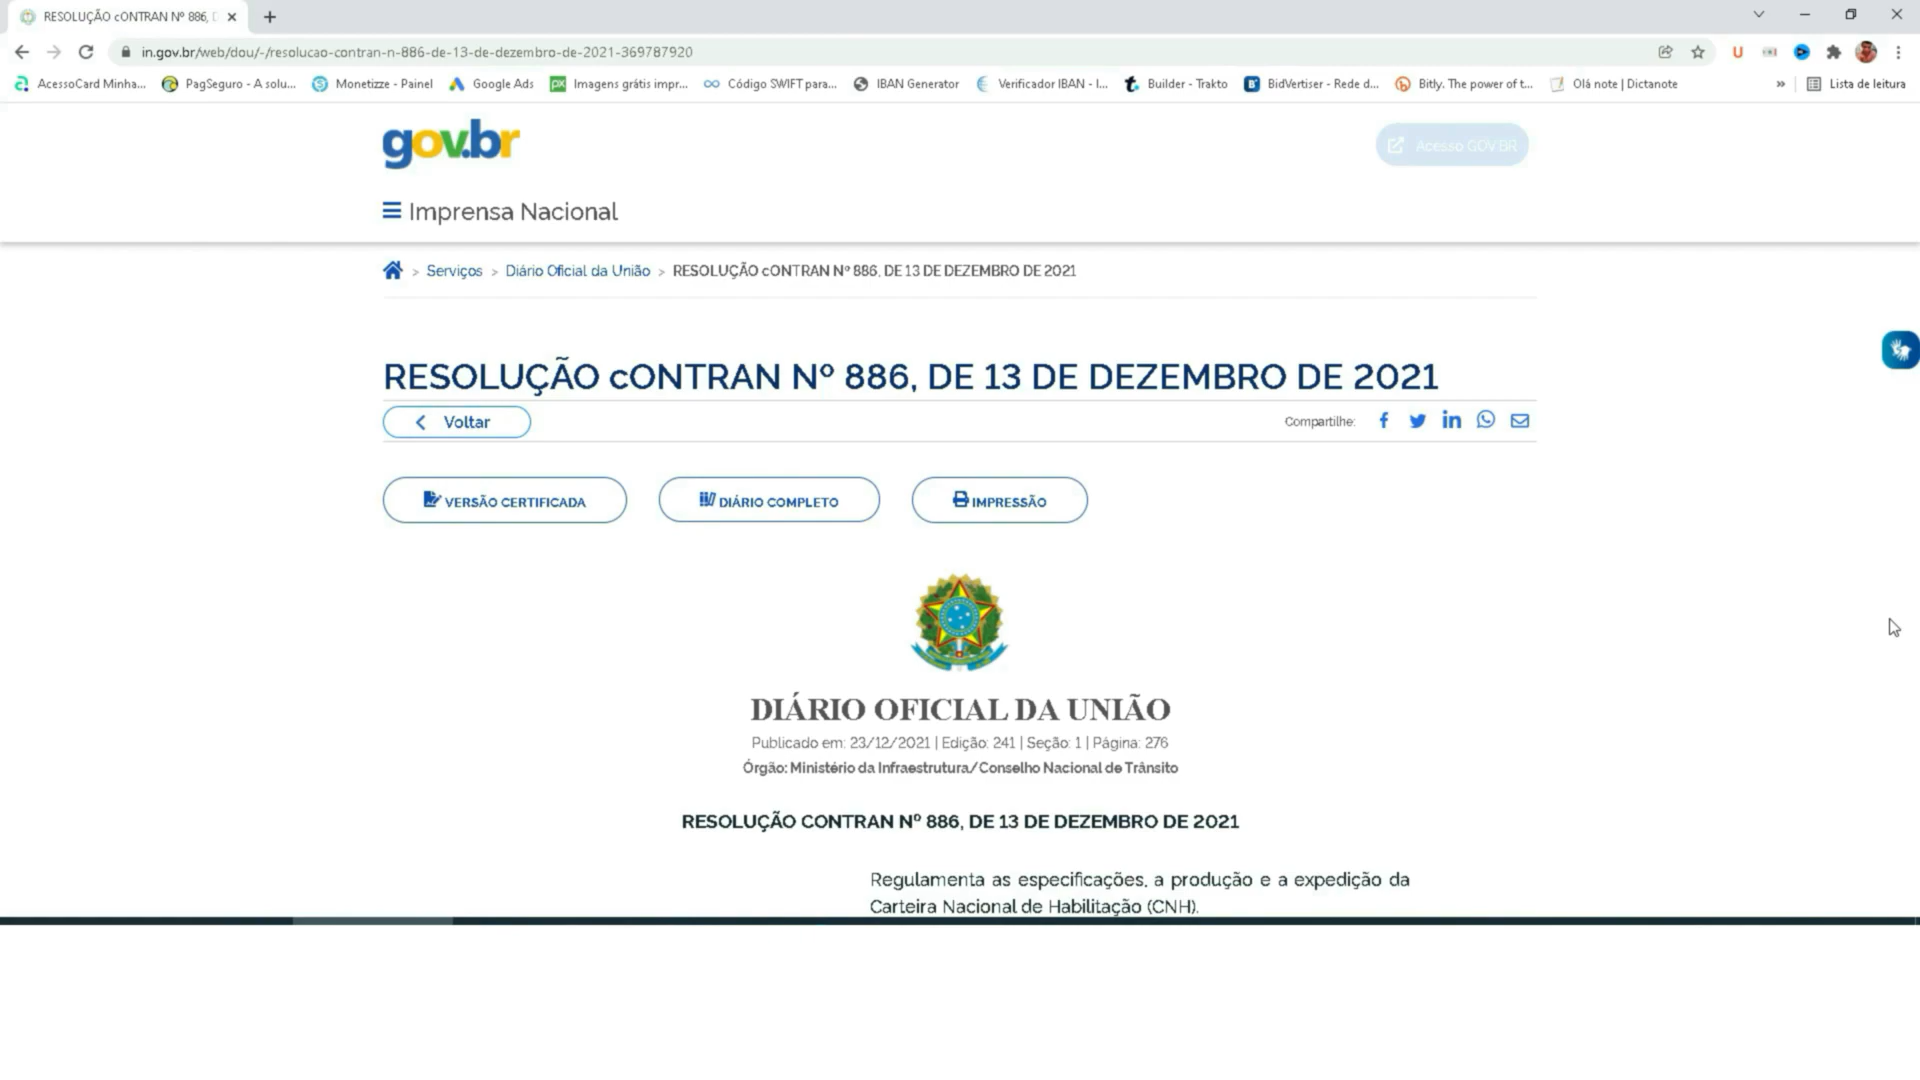 RESOLUÇÃO cONTRAN Nº 886,
in.gov.br/web/dou/-/resolucao-contran-n-886-de-13-de-dezembro-de-2021-369787920
AcessoCard Minha... PagSeguro - A solu... Monetizze - Painel Google Ads Imagens grátis impr... Código SWIFT para... IBAN Generator Verificador IBAN - I... Builder - Trakto BidVertiser - Rede d... Bitly. The power of t... Olá note | Dictanote » Lista de leitura
gov.br
Acesso GOV.BR
Imprensa Nacional
> Serviços > Diário Oficial da União > RESOLUÇÃO cONTRAN Nº 886, DE 13 DE DEZEMBRO DE 2021
RESOLUÇÃO cONTRAN Nº 886, DE 13 DE DEZEMBRO DE 2021
Voltar
Compartilhe:
VERSÃO CERTIFICADA
DIÁRIO COMPLETO
IMPRESSÃO
DIÁRIO OFICIAL DA UNIÃO
Publicado em: 23/12/2021 | Edição: 241 | Seção: 1 | Página: 276
Órgão: Ministério da Infraestrutura/Conselho Nacional de Trânsito
RESOLUÇÃO CONTRAN Nº 886, DE 13 DE DEZEMBRO DE 2021
Regulamenta as especificações, a produção e a expedição da
Carteira Nacional de Habilitação (CNH).